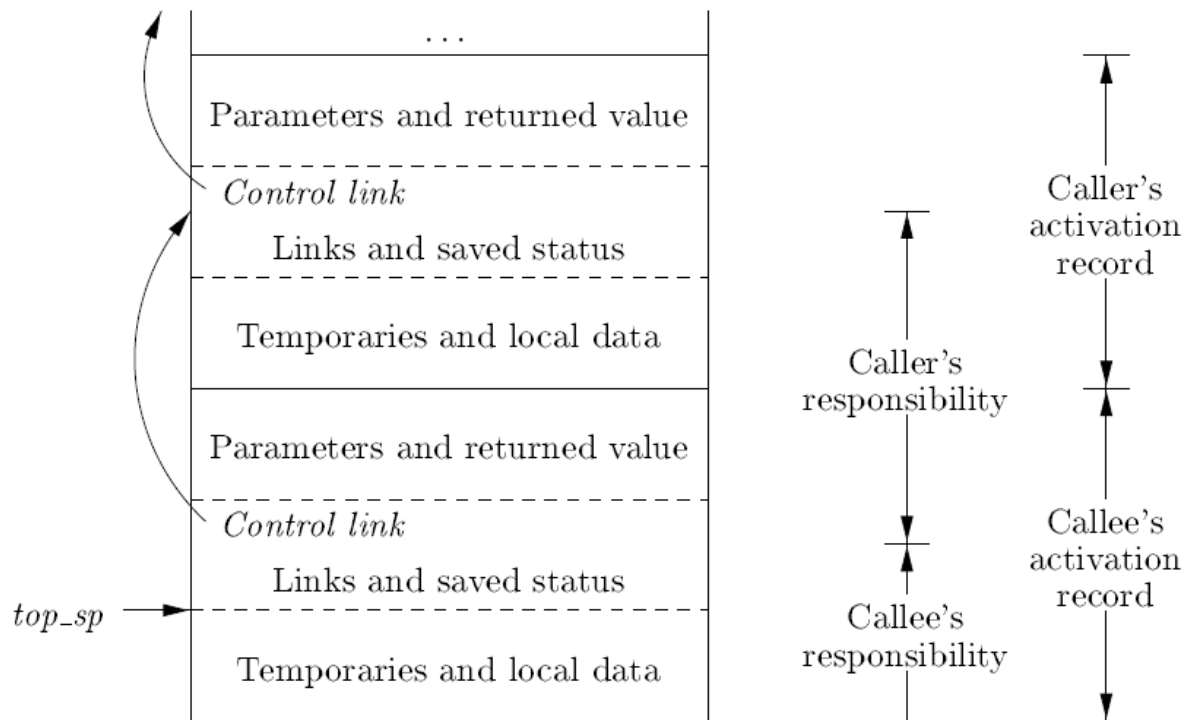 ...
Parameters and returned value
Control link
Links and saved status
Temporaries and local data
Parameters and returned value
Control link
Links and saved status
top_sp
Temporaries and local data
Caller's
responsibility
Callee's
responsibility
Caller's
activation
record
Callee's
activation
record